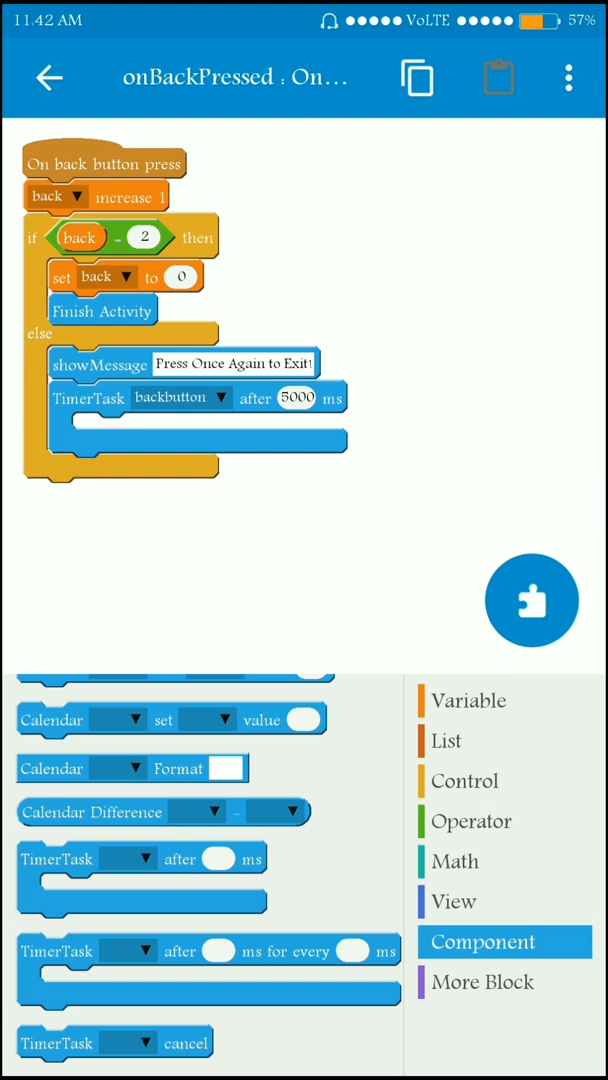 11.42 AM VoLTE 57%
onBackPressed : On...
On back button press
back increase 1
if back = 2 then
set back to 0
Finish Activity
else
showMessage Press Once Again to Exit!
TimerTask backbutton after 5000 ms
Calendar set value
Calendar Format
Calendar Difference -
TimerTask after ms
TimerTask after ms for every ms
TimerTask cancel
Variable
List
Control
Operator
Math
View
Component
More Block